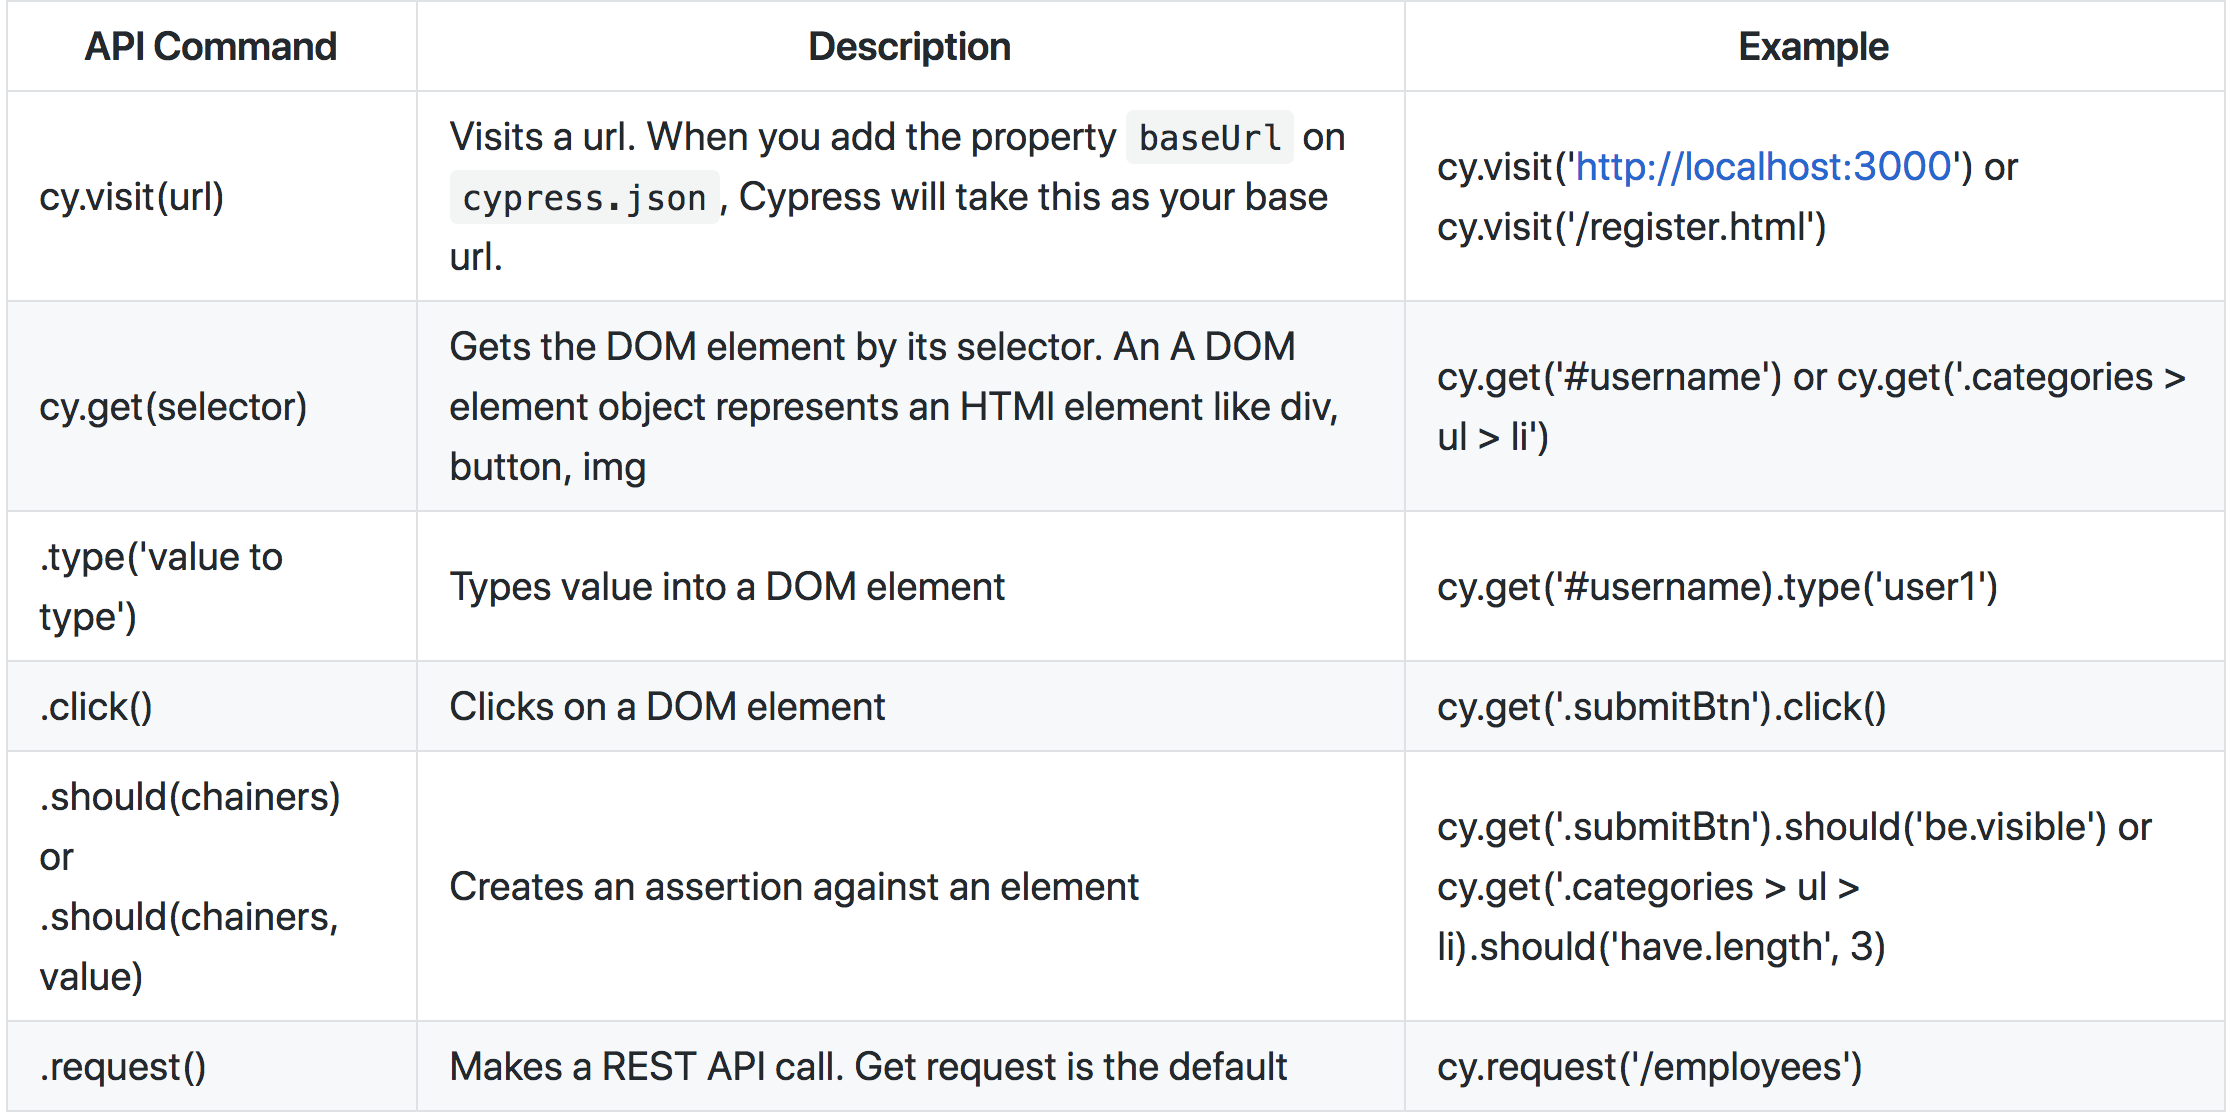 API Command
Description
Example
cy.visit(url)
Visits a url. When you add the property baseUrl on
cypress.json, Cypress will take this as your base
url.
cy.visit('http://localhost:3000') or
cy.visit('/register.html')
cy.get(selector)
Gets the DOM element by its selector. An A DOM
element object represents an HTMl element like div,
button, img
cy.get('#username') or cy.get('.categories >
ul > li')
.type('value to
type')
Types value into a DOM element
cy.get('#username).type('user1')
.click()
Clicks on a DOM element
cy.get('.submitBtn').click()
.should(chainers)
or
.should(chainers,
value)
Creates an assertion against an element
cy.get('.submitBtn').should('be.visible') or
cy.get('.categories > ul >
li).should('have.length', 3)
.request()
Makes a REST API call. Get request is the default
cy.request('/employees')